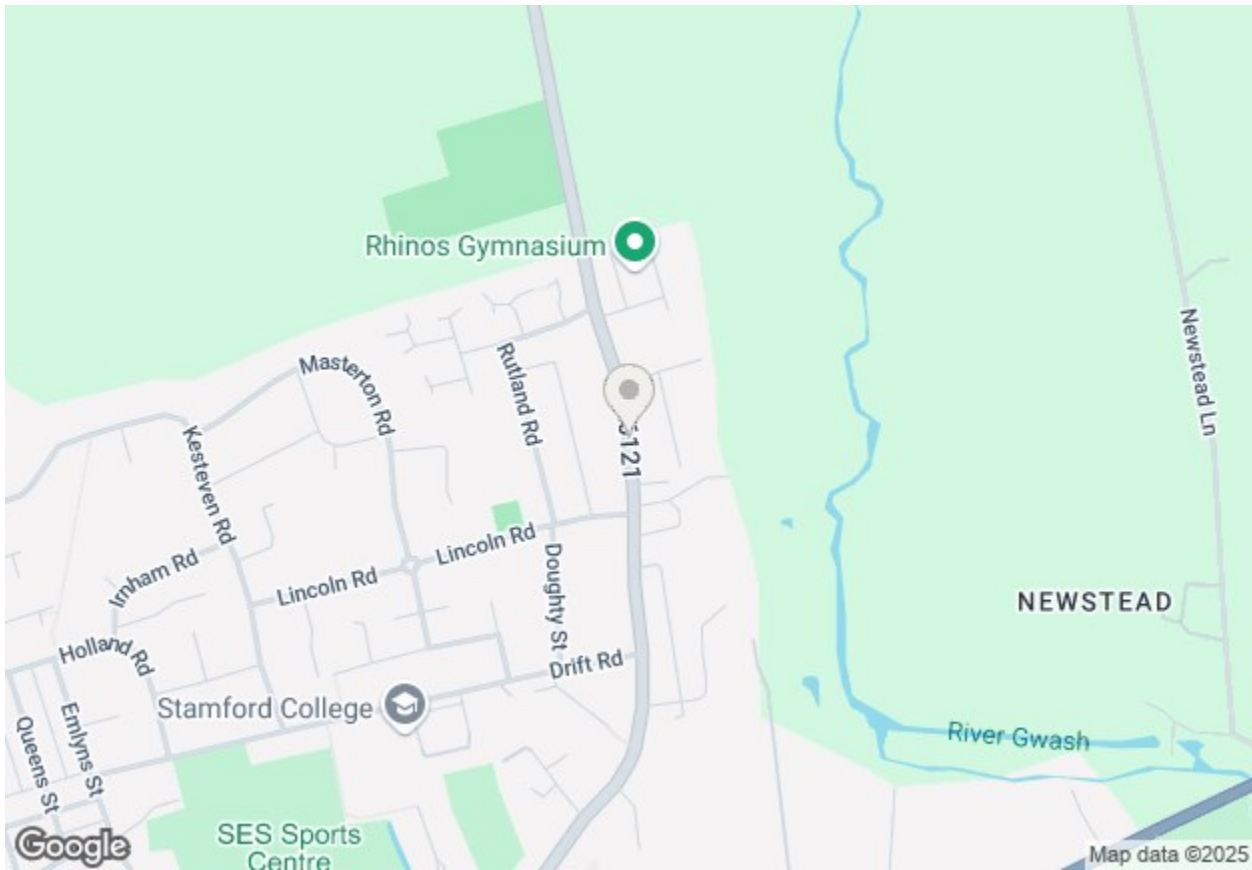 Rhinos Gymnasium
Masterton Rd
Rutland Rd
Newstead Ln
Kesteven Rd
Lincoln Rd
Irnham Rd
Lincoln Rd
Doughty St
NEWSTEAD
Holland Rd
Drift Rd
Stamford College
Emlyns St
Queens St
River Gwash
SES Sports
Centre
Google
Map data ©2025